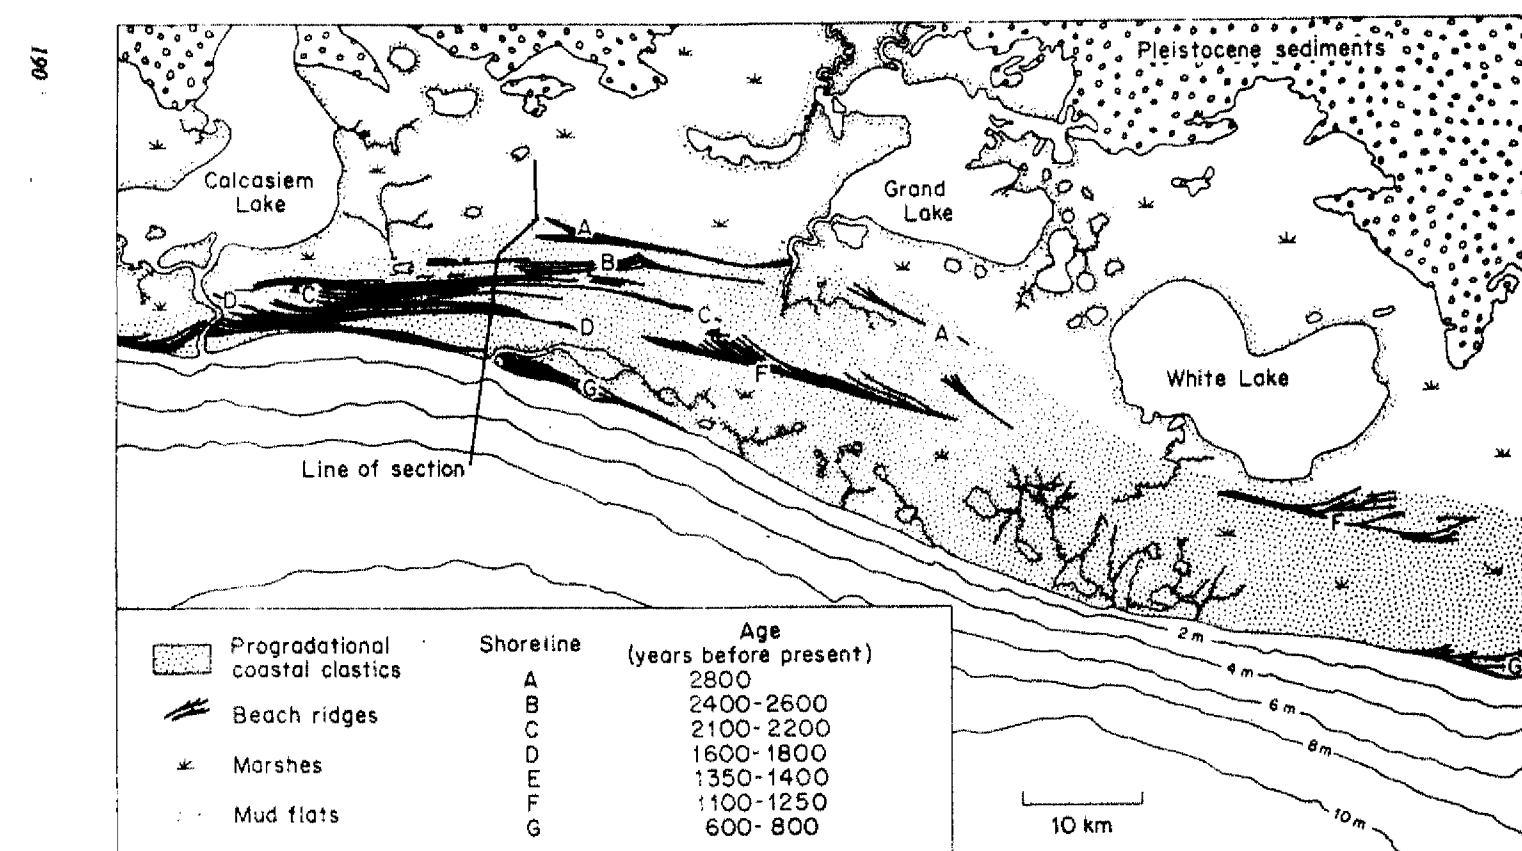 190
Pleistocene sediments
Calcasiem
Lake
Grand
Lake
A
B
C
D
C
D
A
F
G
White Lake
Line of section
F
G
2 m
4 m
6 m
8 m
10 m
Progradational
coastal clastics
Beach ridges
Marshes
Mud flats
Shoreline Age
(years before present)
A 2800
B 2400-2600
C 2100-2200
D 1600-1800
E 1350-1400
F 1100-1250
G 600-800
10 km